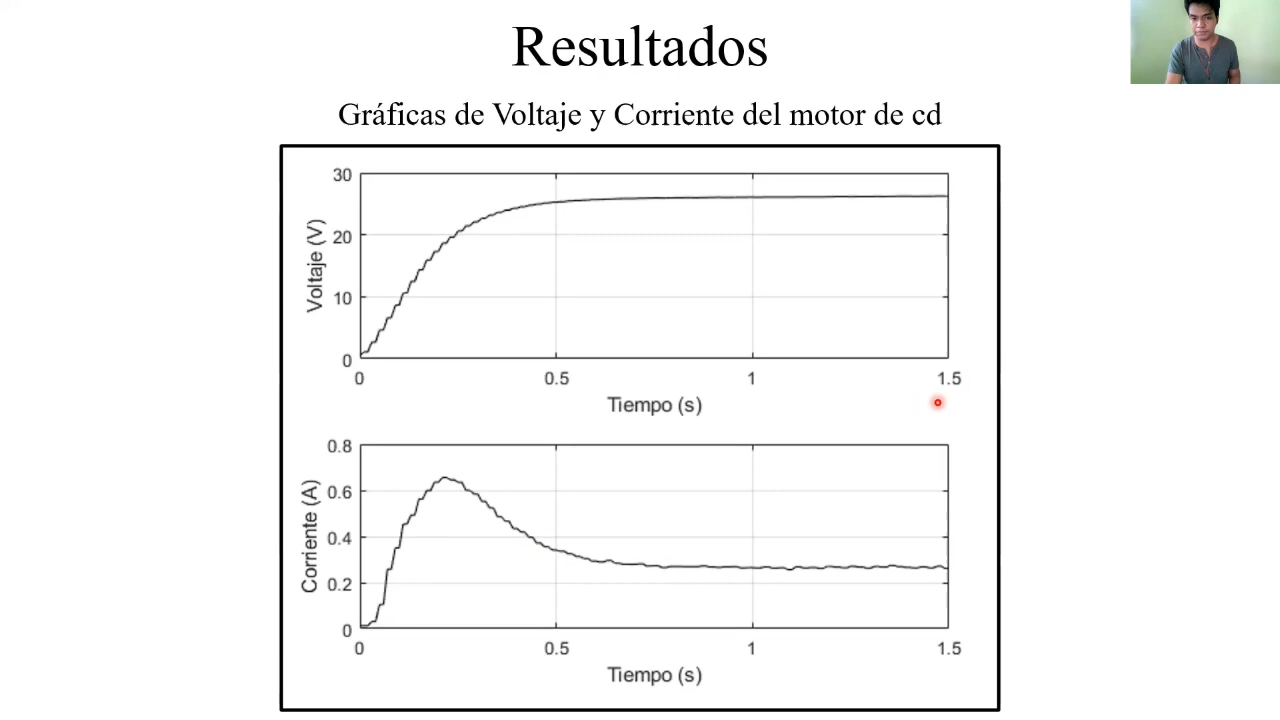 Resultados
Gráficas de Voltaje y Corriente del motor de cd
30
20
10
0
Voltaje (V)
0 0.5 1 1.5
Tiempo (s)
0.8
0.6
0.4
0.2
0
Corriente (A)
0 0.5 1 1.5
Tiempo (s)